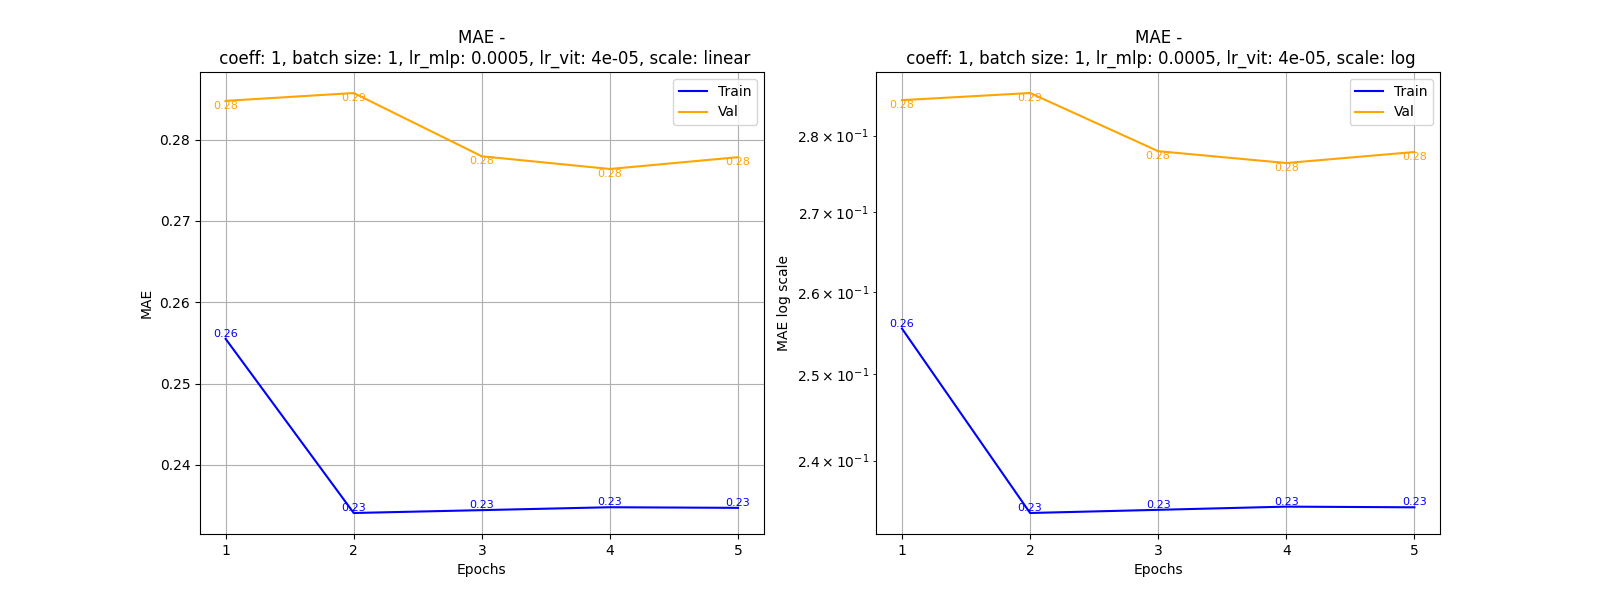 MAE -
coeff: 1, batch size: 1, lr_mlp: 0.0005, lr_vit: 4e-05, scale: linear
Train
Val
0.28
0.29
0.28
0.28
0.28
0.26
0.23
0.23
0.23
0.23
0.28
0.27
0.26
0.25
0.24
MAE
1
2
3
4
5
Epochs
MAE -
coeff: 1, batch size: 1, lr_mlp: 0.0005, lr_vit: 4e-05, scale: log
Train
Val
0.28
0.29
0.28
0.28
0.28
0.26
0.23
0.23
0.23
0.23
2.8 × 10⁻¹
2.7 × 10⁻¹
2.6 × 10⁻¹
2.5 × 10⁻¹
2.4 × 10⁻¹
MAE log scale
1
2
3
4
5
Epochs